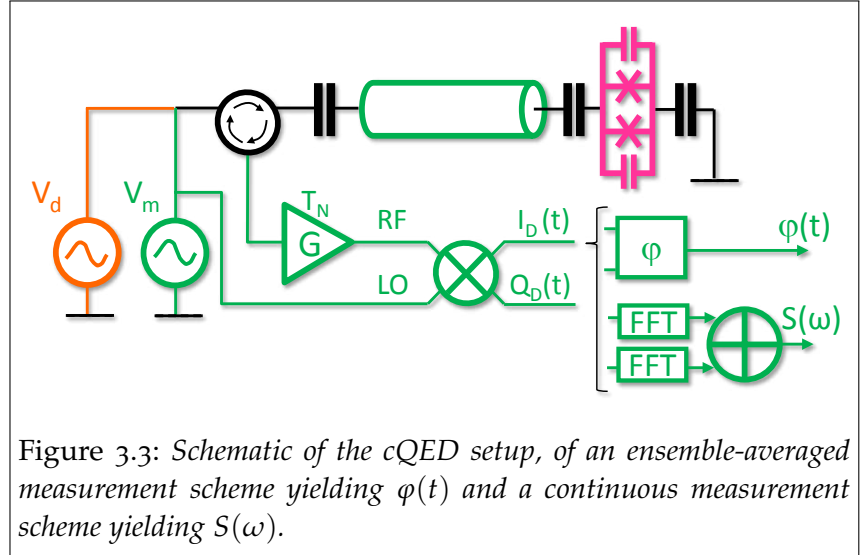 V_d
V_m
T_N
G
RF
LO
I_D(t)
Q_D(t)
φ
φ(t)
FFT
FFT
S(ω)
Figure 3.3: Schematic of the cQED setup, of an ensemble-averaged
measurement scheme yielding φ(t) and a continuous measurement
scheme yielding S(ω).